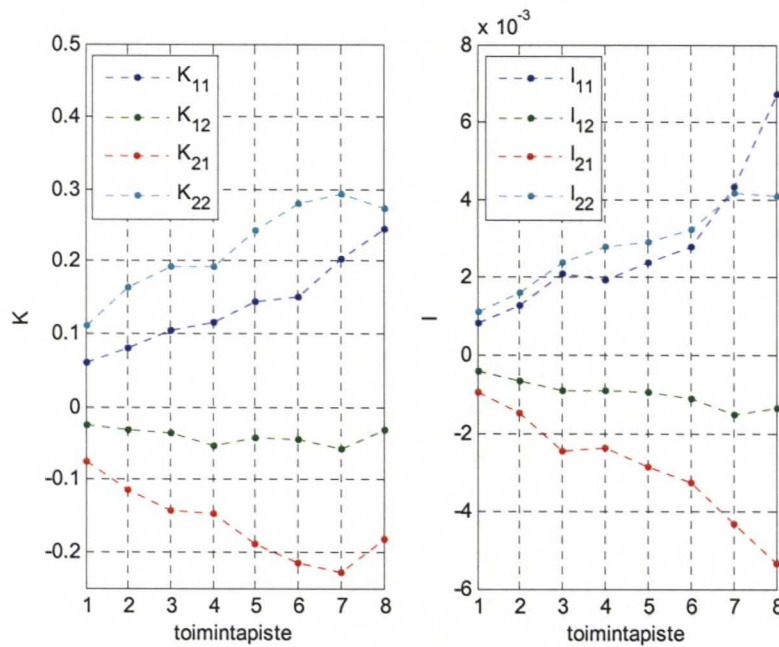 0.5
0.4
0.3
0.2
0.1
0
-0.1
-0.2
K
K11
K12
K21
K22
1 2 3 4 5 6 7 8
toimintapiste
x 10-3
8
6
4
2
0
-2
-4
-6
I
I11
I12
I21
I22
1 2 3 4 5 6 7 8
toimintapiste